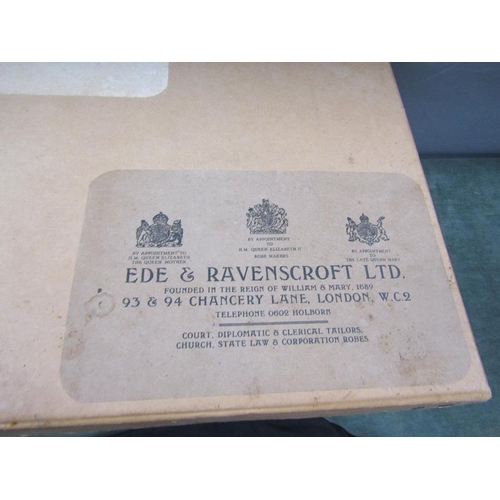 BY APPOINTMENT
TO
H.M. QUEEN ELIZABETH
THE QUEEN MOTHER
BY APPOINTMENT
TO
H.M. QUEEN ELIZABETH II
ROBE MAKERS
BY APPOINTMENT
TO
THE LATE QUEEN MARY
EDE & RAVENSCROFT LTD.
FOUNDED IN THE REIGN OF WILLIAM & MARY, 1689
93 & 94 CHANCERY LANE, LONDON, W.C.2
TELEPHONE 0602 HOLBORN
COURT, DIPLOMATIC & CLERICAL TAILORS,
CHURCH, STATE LAW & CORPORATION ROBES